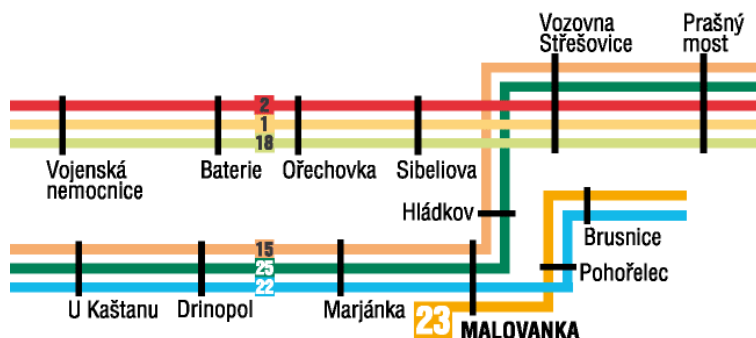 Vozovna
Střešovice
Prašný
most
2
1
18
Vojenská
nemocnice
Baterie
Ořechovka
Sibeliova
Hládkov
Brusnice
15
25
22
Pohořelec
U Kaštanu
Drinopol
Marjánka
23
MALOVANKA